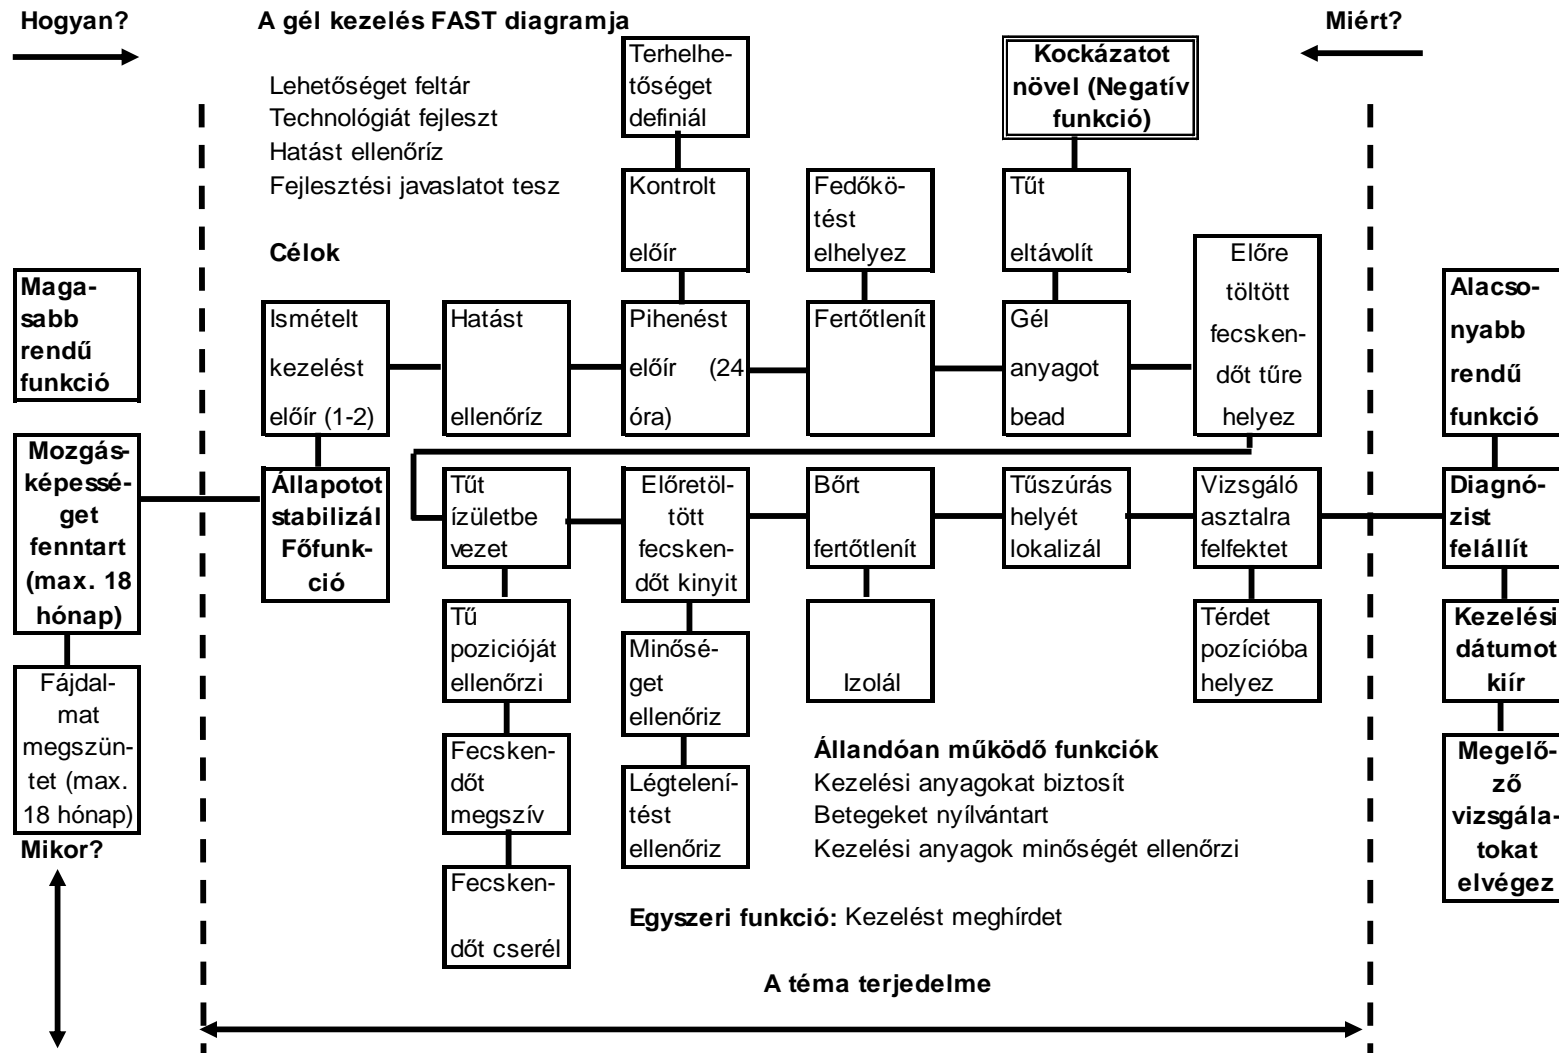 Hogyan?
A gél kezelés FAST diagramja
Miért?
Lehetőséget feltár
Technológiát fejleszt
Hatást ellenőríz
Fejlesztési javaslatot tesz
Célok
Terhelhe-
tőséget
definiál
Kockázatot
növel (Negatív
funkció)
Kontrolt
előír
Fedőkö-
tést
elhelyez
Tűt
eltávolít
Maga-
sabb
rendű
funkció
Ismételt
kezelést
előír (1-2)
Hatást
ellenőríz
Pihenést
előír (24
óra)
Fertőtlenít
Gél
anyagot
bead
Előre
töltött
fecsken-
dőt tűre
helyez
Alacso-
nyabb
rendű
funkció
Mozgás-
képessé-
get
fenntart
(max. 18
hónap)
Állapotot
stabilizál
Főfunk-
ció
Tűt
ízületbe
vezet
Előretöl-
tött
fecsken-
dőt kinyit
Bőrt
fertőtlenít
Tűszúrás
helyét
lokalizál
Vizsgáló
asztalra
felfektet
Diagnó-
zist
felállít
Fájdal-
mat
megszün-
tet (max.
18 hónap)
Tű
pozicióját
ellenőrzi
Minősé-
get
ellenőriz
Izolál
Térdet
pozícióba
helyez
Kezelési
dátumot
kiír
Fecsken-
dőt
megszív
Légtelení-
tést
ellenőriz
Állandóan működő funkciók
Kezelési anyagokat biztosít
Betegeket nyílvántart
Kezelési anyagok minőségét ellenőrzi
Megelő-
ző
vizsgála-
tokat
elvégez
Mikor?
Fecsken-
dőt cserél
Egyszeri funkció: Kezelést meghírdet
A téma terjedelme